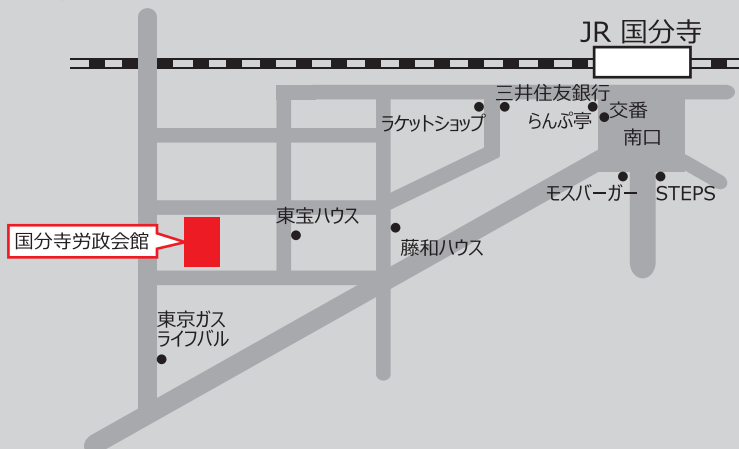 JR 国分寺
三井住友銀行
ラケットショップ
らんぷ亭
交番
南口
モスバーガー
STEPS
東宝ハウス
国分寺労政会館
藤和ハウス
東京ガス
ライフバル